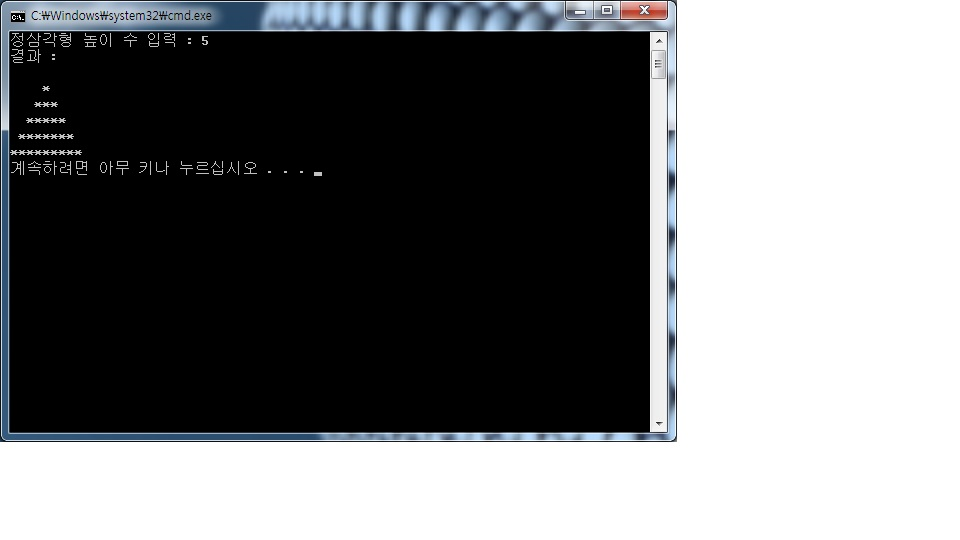 C:\Windows\system32\cmd.exe
정삼각형 높이 수 입력 : 5
결과 :
    *
   ***
  *****
 *******
*********
계속하려면 아무 키나 누르십시오 . . .